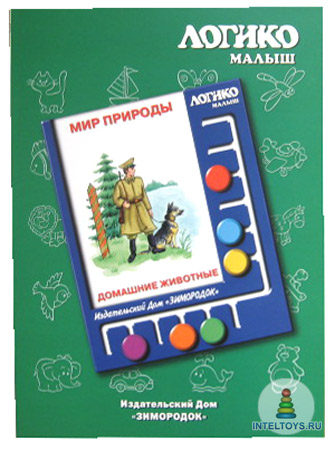 ЛОГИКО
МАЛЫШ
МИР ПРИРОДЫ
ЛОГИКО
МАЛЫШ
ДОМАШНИЕ ЖИВОТНЫЕ
Издательский Дом «ЗИМОРОДОК»
Издательский Дом
«ЗИМОРОДОК»
INTELTOYS.RU